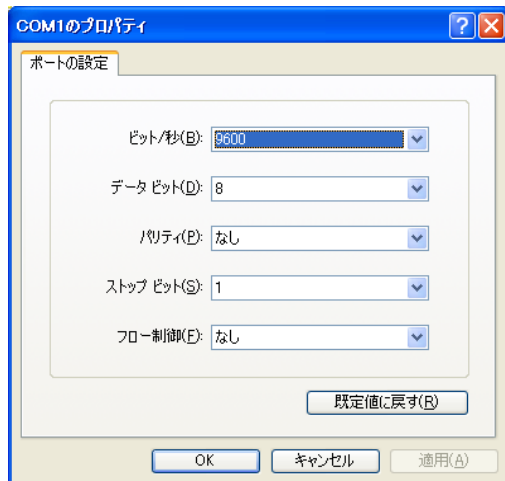 COM1のプロパティ
ポートの設定
ビット/秒(B): 9600
データ ビット(D): 8
パリティ(P): なし
ストップ ビット(S): 1
フロー制御(F): なし
既定値に戻す(R)
OK キャンセル 適用(A)